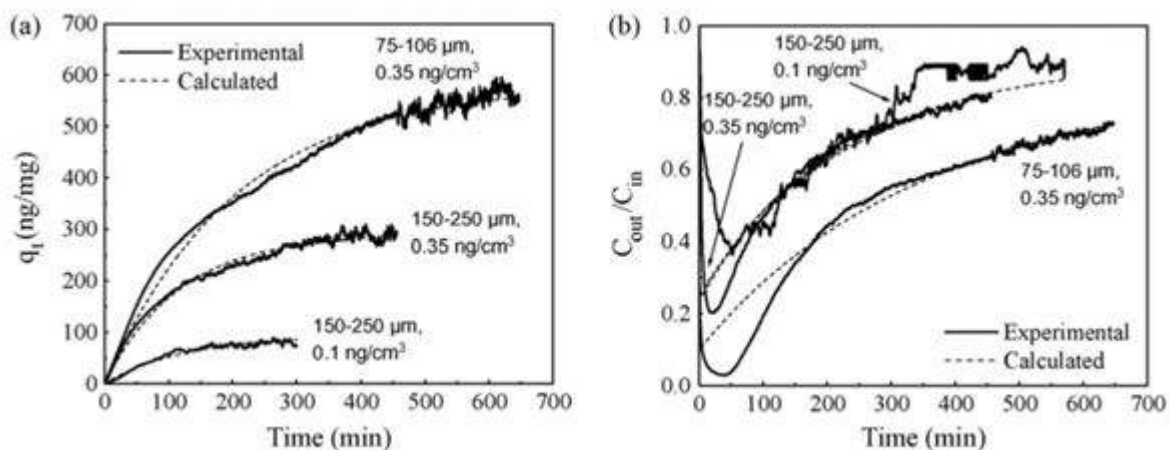 (a)
700
600
500
400
300
200
100
0
q₁ (ng/mg)
Experimental
Calculated
75-106 µm,
0.35 ng/cm³
150-250 µm,
0.35 ng/cm³
150-250 µm,
0.1 ng/cm³
0 100 200 300 400 500 600 700
Time (min)
(b)
1.0
0.8
0.6
0.4
0.2
0.0
C_out/C_in
150-250 µm,
0.1 ng/cm³
150-250 µm,
0.35 ng/cm³
75-106 µm,
0.35 ng/cm³
Experimental
Calculated
0 100 200 300 400 500 600 700
Time (min)